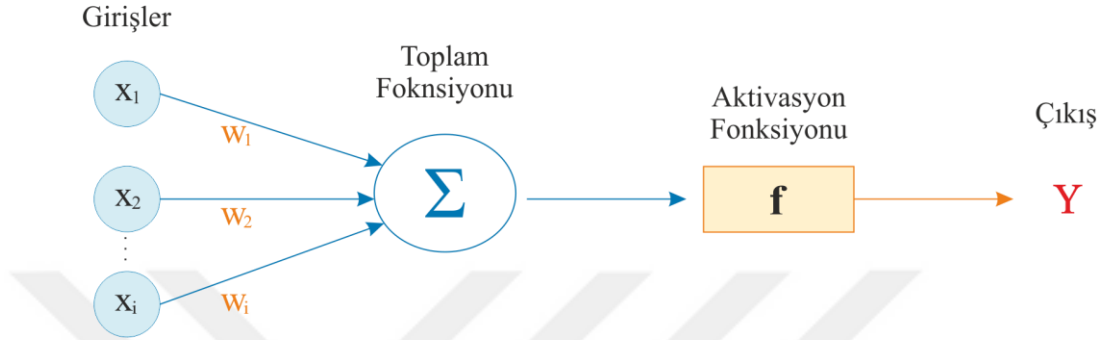 Girişler
Toplam
Foknsiyonu
Aktivasyon
Fonksiyonu
Çıkış
x₁
w₁
x₂
w₂
Σ
f
Y
xᵢ
wᵢ